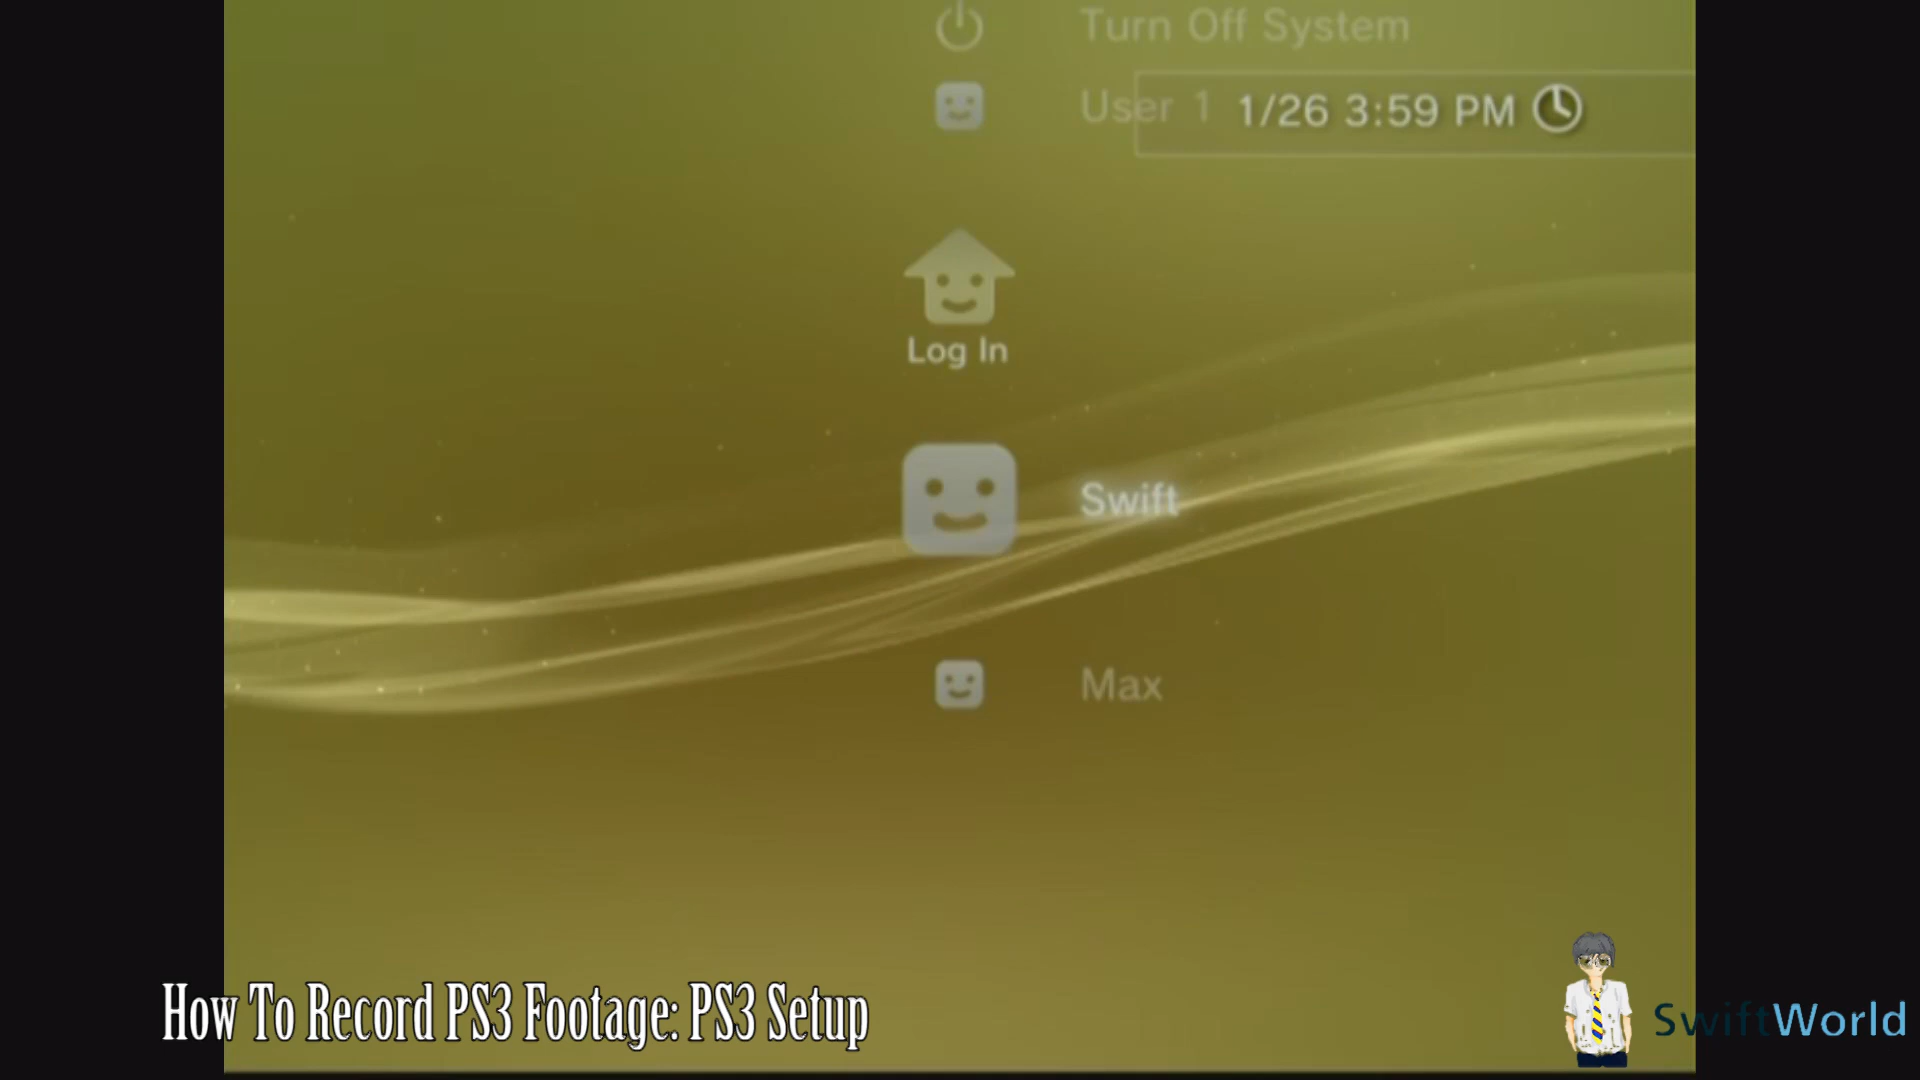 Turn Off System
User 1
1/26 3:59 PM
Log In
Swift
Max
How To Record PS3 Footage: PS3 Setup
SwiftWorld